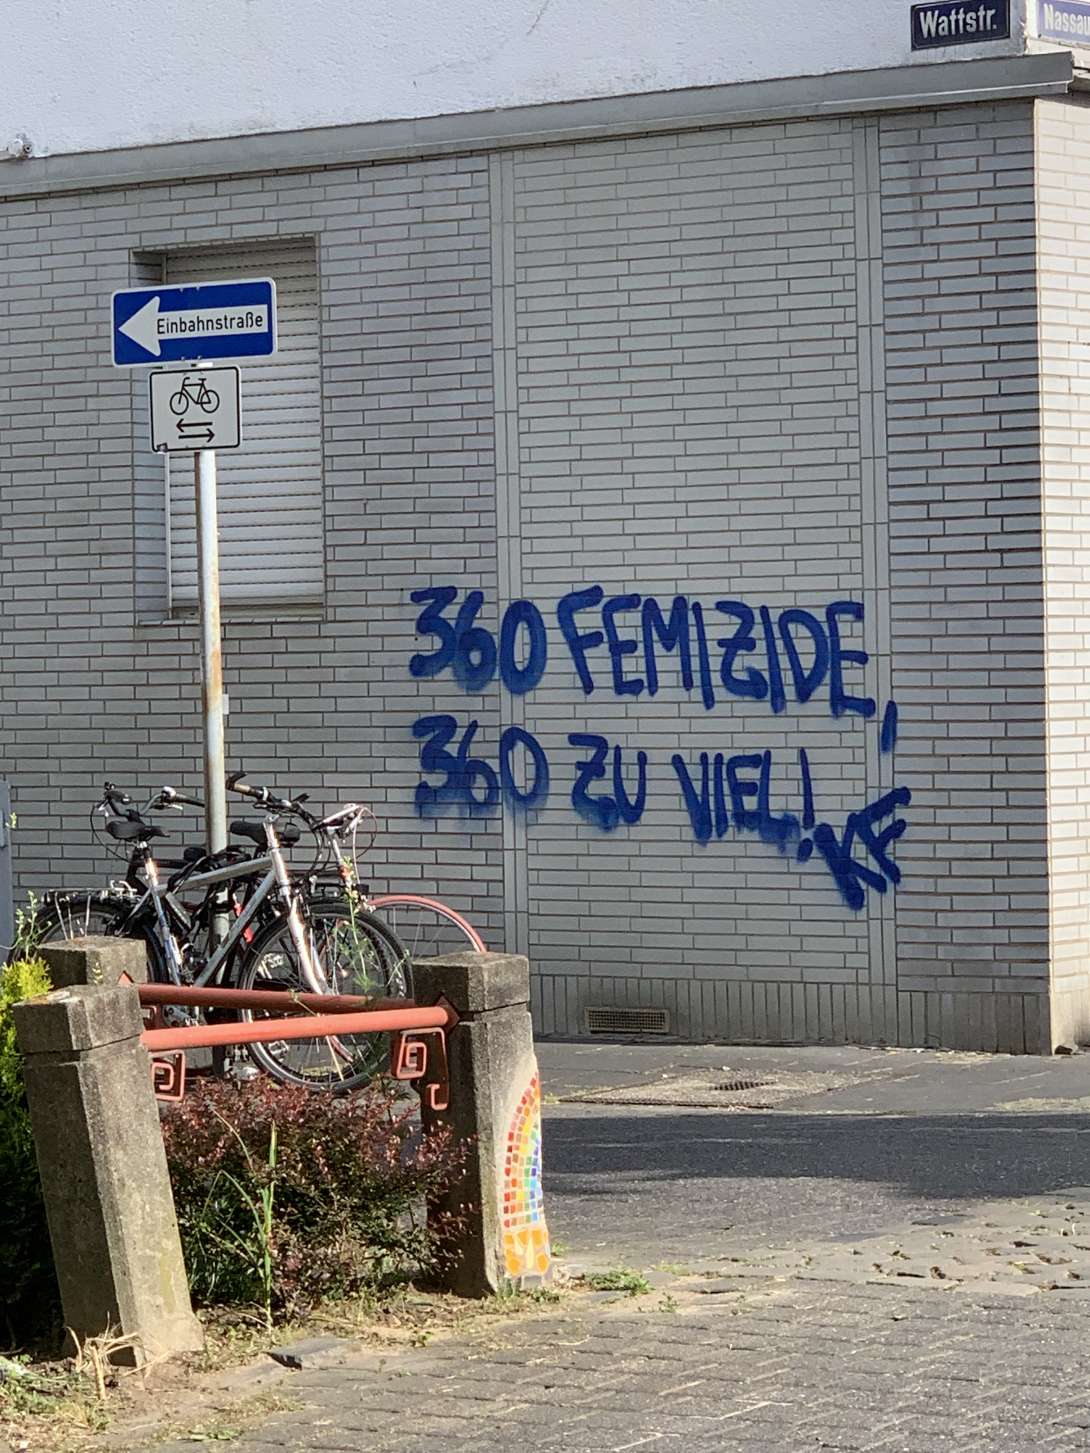 Wattstr.
Nassau
Einbahnstraße
360 FEMIZIDE,
360 ZU VIEL!
KF